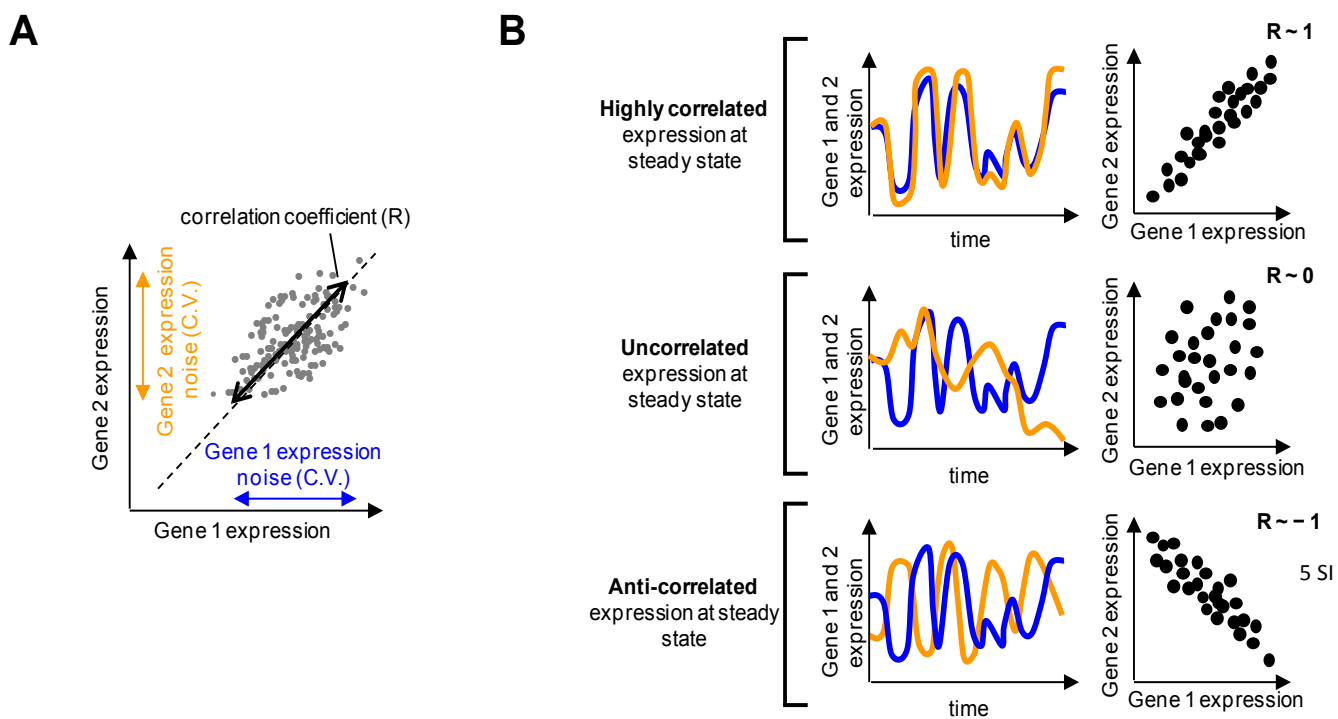 A
correlation coefficient (R)
Gene 2 expression
Gene 2 expression
noise (C.V.)
Gene 1 expression
noise (C.V.)
Gene 1 expression
B
Highly correlated
expression at
steady state
Gene 1 and 2
expression
time
R ~ 1
Gene 2 expression
Gene 1 expression
Uncorrelated
expression at
steady state
Gene 1 and 2
expression
time
R~0
Gene 2 expression
Gene 1 expression
Anti-correlated
expression at steady
state
Gene 1 and 2
expression
time
R ~ – 1
Gene 2 expression
Gene 1 expression
5 SI